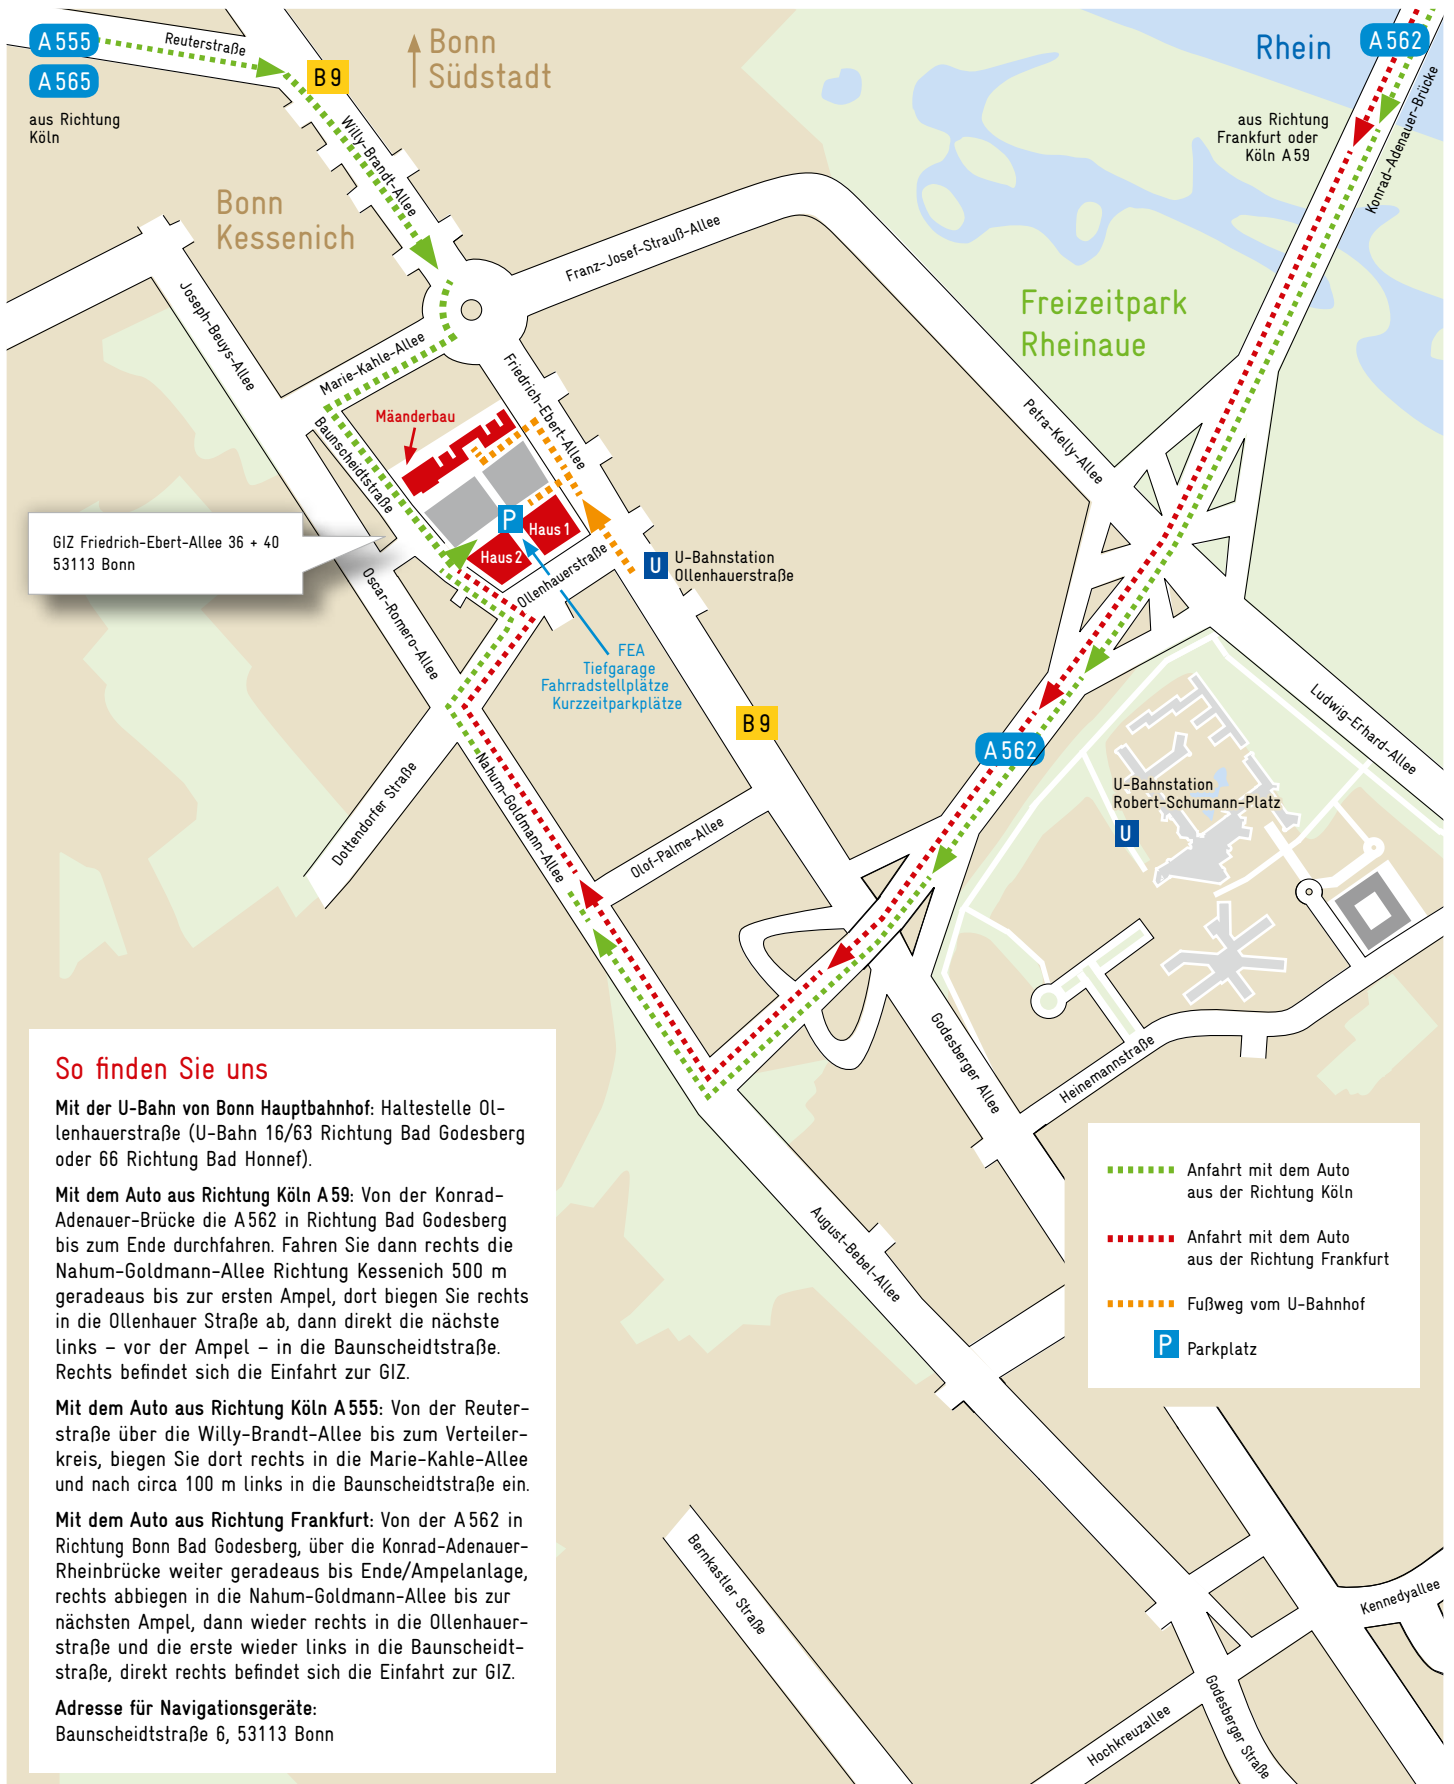 A 555
Reuterstraße
A 565
aus Richtung
Köln
B 9
Bonn
Südstadt
Willy-Brandt-Allee
Rhein
A 562
Konrad-Adenauer-Brücke
aus Richtung
Frankfurt oder
Köln A 59
Bonn
Kessenich
Franz-Josef-Strauß-Allee
Joseph-Beuys-Allee
Freizeitpark
Rheinaue
Marie-Kahle-Allee
Friedrich-Ebert-Allee
Petra-Kelly-Allee
Mäanderbau
Baunscheidtstraße
P
Haus 1
Haus 2
GIZ Friedrich-Ebert-Allee 36 + 40
53113 Bonn
Oscar-Romero-Allee
Ollenhauerstraße
U
U-Bahnstation
Ollenhauerstraße
FEA
Tiefgarage
Fahrradstellplätze
Kurzzeitparkplätze
B 9
A 562
Ludwig-Erhard-Allee
Dottendorfer Straße
Nahum-Goldmann-Allee
Olof-Palme-Allee
U-Bahnstation
Robert-Schumann-Platz
U
Godesberger Allee
Heinemannstraße
August-Bebel-Allee
So finden Sie uns
Mit der U-Bahn von Bonn Hauptbahnhof: Haltestelle Ol-
lenhauerstraße (U-Bahn 16/63 Richtung Bad Godesberg
oder 66 Richtung Bad Honnef).
Mit dem Auto aus Richtung Köln A 59: Von der Konrad-
Adenauer-Brücke die A 562 in Richtung Bad Godesberg
bis zum Ende durchfahren. Fahren Sie dann rechts die
Nahum-Goldmann-Allee Richtung Kessenich 500 m
geradeaus bis zur ersten Ampel, dort biegen Sie rechts
in die Ollenhauer Straße ab, dann direkt die nächste
links – vor der Ampel – in die Baunscheidtstraße.
Rechts befindet sich die Einfahrt zur GIZ.
Mit dem Auto aus Richtung Köln A 555: Von der Reuter-
straße über die Willy-Brandt-Allee bis zum Verteiler-
kreis, biegen Sie dort rechts in die Marie-Kahle-Allee
und nach circa 100 m links in die Baunscheidtstraße ein.
Mit dem Auto aus Richtung Frankfurt: Von der A 562 in
Richtung Bonn Bad Godesberg, über die Konrad-Adenauer-
Rheinbrücke weiter geradeaus bis Ende/Ampelanlage,
rechts abbiegen in die Nahum-Goldmann-Allee bis zur
nächsten Ampel, dann wieder rechts in die Ollenhauer-
straße und die erste wieder links in die Baunscheidt-
straße, direkt rechts befindet sich die Einfahrt zur GIZ.
Adresse für Navigationsgeräte:
Baunscheidtstraße 6, 53113 Bonn
Anfahrt mit dem Auto
aus der Richtung Köln
Anfahrt mit dem Auto
aus der Richtung Frankfurt
Fußweg vom U-Bahnhof
P Parkplatz
Bernkastler Straße
Kennedyallee
Hochkreuzallee
Godesberger Straße